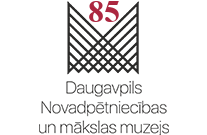 85
Daugavpils
Novadpētniecības
un mākslas muzejs